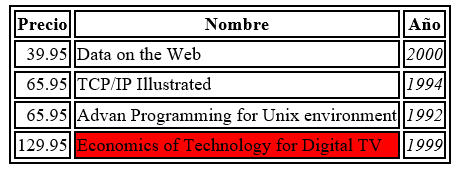 Precio Nombre Año
39.95 Data on the Web 2000
65.95 TCP/IP Illustrated 1994
65.95 Advan Programming for Unix environment 1992
129.95 Economics of Technology for Digital TV 1999